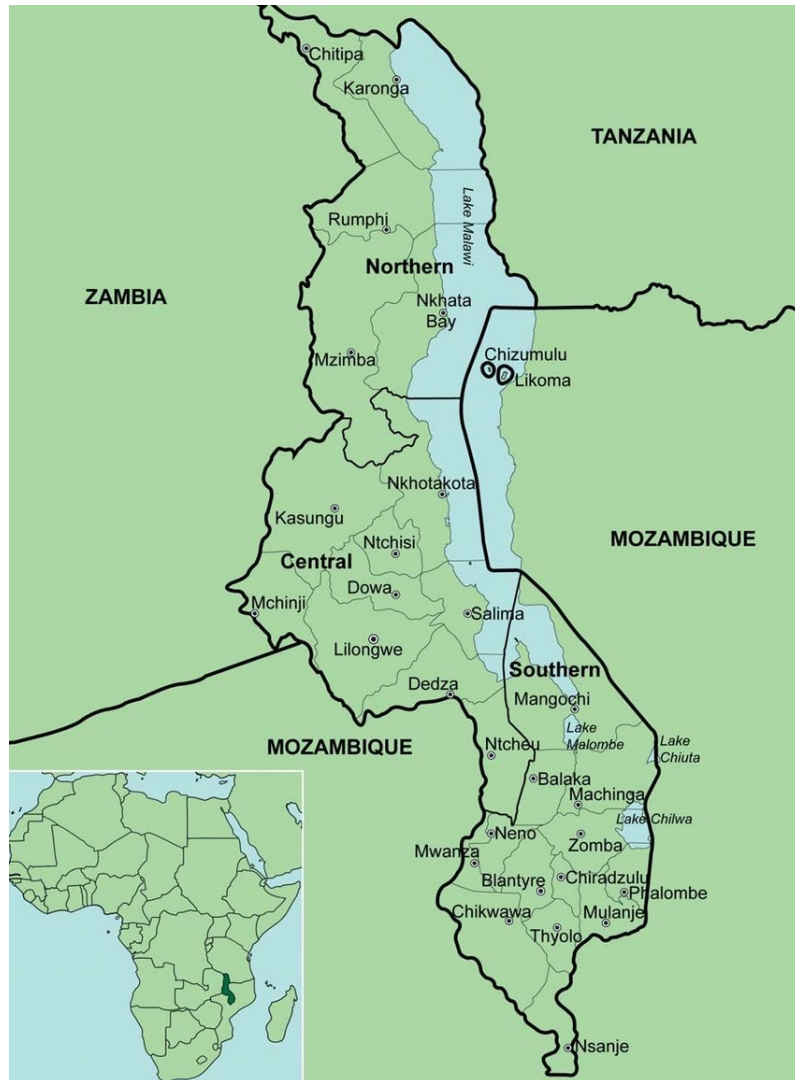 Chitipa
Karonga
TANZANIA
Lake Malawi
Rumphi
Northern
ZAMBIA
Nkhata
Bay
Mzimba
Chizumulu
Likoma
Nkhotakota
Kasungu
Ntchisi
MOZAMBIQUE
Central
Dowa
Mchinji
Salima
Lilongwe
Southern
Dedza
Mangochi
MOZAMBIQUE
Lake
Malombe
Lake
Chiuta
Ntcheu
Balaka
Machinga
Lake Chilwa
Neno
Zomba
Mwanza
Chiradzulu
Blantyre
Phalombe
Chikwawa
Mulanje
Thyolo
Nsanje